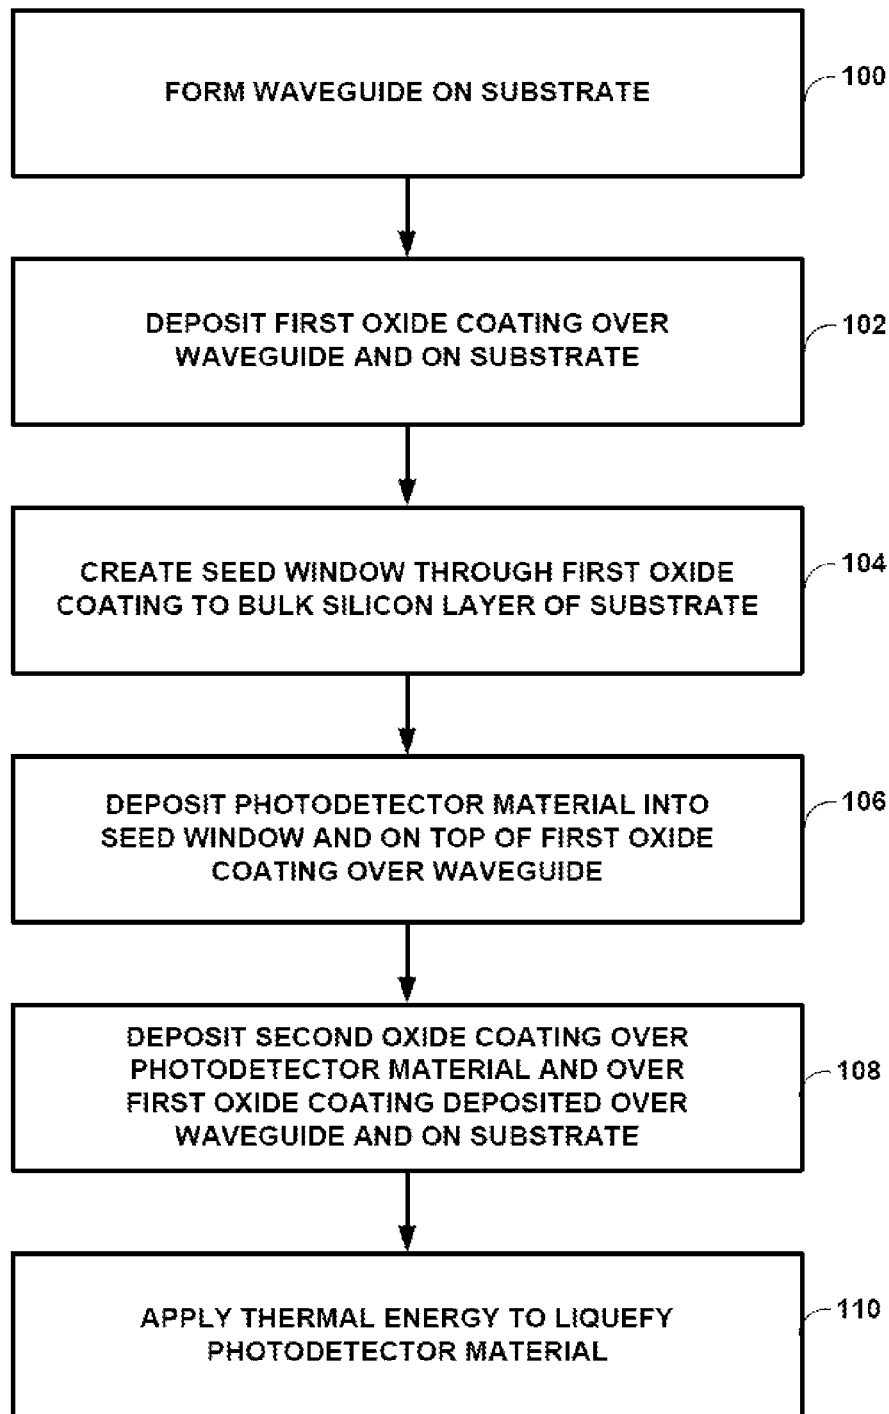 FORM WAVEGUIDE ON SUBSTRATE
100
DEPOSIT FIRST OXIDE COATING OVER
WAVEGUIDE AND ON SUBSTRATE
102
CREATE SEED WINDOW THROUGH FIRST OXIDE
COATING TO BULK SILICON LAYER OF SUBSTRATE
104
DEPOSIT PHOTODETECTOR MATERIAL INTO
SEED WINDOW AND ON TOP OF FIRST OXIDE
COATING OVER WAVEGUIDE
106
DEPOSIT SECOND OXIDE COATING OVER
PHOTODETECTOR MATERIAL AND OVER
FIRST OXIDE COATING DEPOSITED OVER
WAVEGUIDE AND ON SUBSTRATE
108
APPLY THERMAL ENERGY TO LIQUEFY
PHOTODETECTOR MATERIAL
110